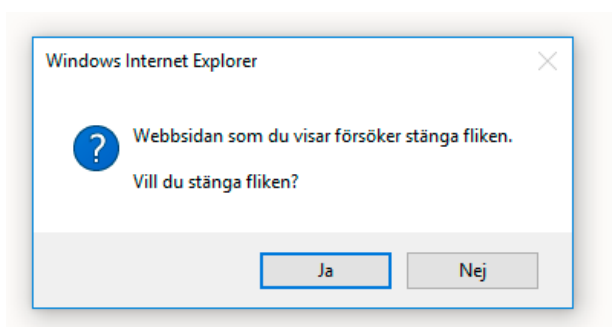 Windows Internet Explorer
Webbsidan som du visar försöker stänga fliken.
Vill du stänga fliken?
Ja
Nej